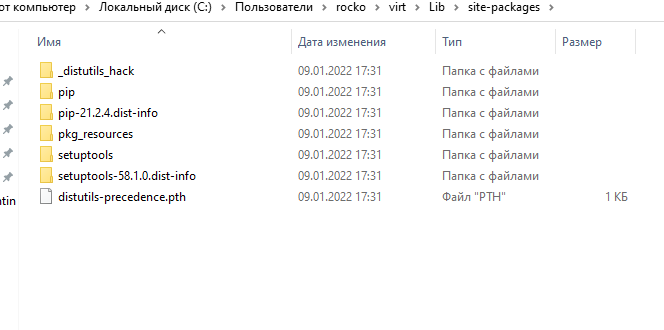 от компьютер > Локальный диск (C:) > Пользователи > rocko > virt > Lib > site-packages >
Имя Дата изменения Тип Размер
_distutils_hack 09.01.2022 17:31 Папка с файлами
pip 09.01.2022 17:31 Папка с файлами
pip-21.2.4.dist-info 09.01.2022 17:31 Папка с файлами
pkg_resources 09.01.2022 17:31 Папка с файлами
setuptools 09.01.2022 17:31 Папка с файлами
setuptools-58.1.0.dist-info 09.01.2022 17:31 Папка с файлами
distutils-precedence.pth 09.01.2022 17:31 Файл "PTH" 1 КБ
tin